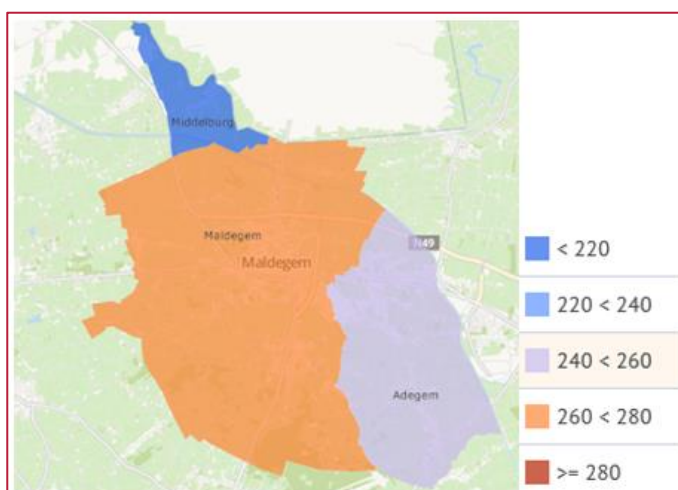 Middelburg
Maldegem
Maldegem
N49
Adegem
< 220
220 < 240
240 < 260
260 < 280
>= 280